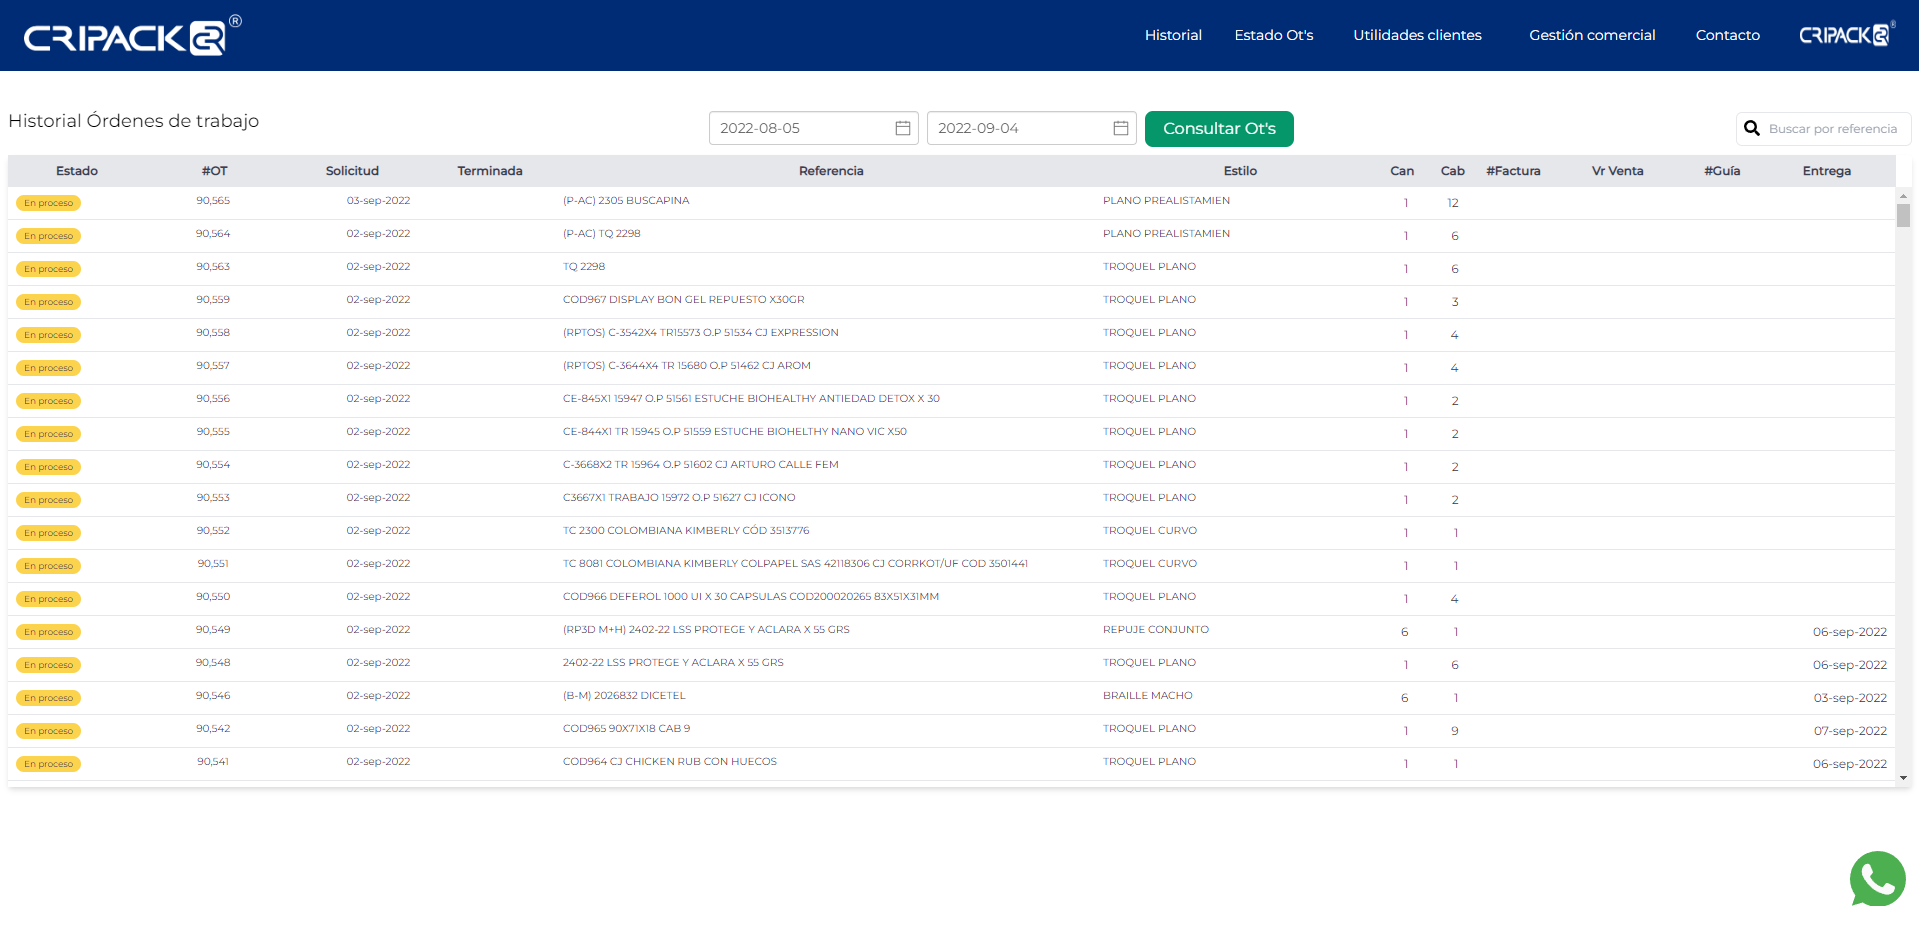 CRIPACK ®
Historial Estado Ot's Utilidades clientes Gestión comercial Contacto CRIPACK ®
Historial Órdenes de trabajo 2022-08-05 2022-09-04 Consultar Ot's Buscar por referencia
Estado #OT Solicitud Terminada Referencia Estilo Can Cab #Factura Vr Venta #Guía Entrega
En proceso 90,565 03-sep-2022 (P-AC) 2305 BUSCAPINA PLANO PREALISTAMIEN 1 12
En proceso 90,564 02-sep-2022 (P-AC) TQ 2298 PLANO PREALISTAMIEN 1 6
En proceso 90,563 02-sep-2022 TQ 2298 TROQUEL PLANO 1 6
En proceso 90,559 02-sep-2022 COD967 DISPLAY BON GEL REPUESTO X30GR TROQUEL PLANO 1 3
En proceso 90,558 02-sep-2022 (RPTOS) C-3542X4 TR15573 O.P 51534 CJ EXPRESSION TROQUEL PLANO 1 4
En proceso 90,557 02-sep-2022 (RPTOS) C-3644X4 TR 15680 O.P 51462 CJ AROM TROQUEL PLANO 1 4
En proceso 90,556 02-sep-2022 CE-845X1 15947 O.P 51561 ESTUCHE BIOHEALTHY ANTIEDAD DETOX X 30 TROQUEL PLANO 1 2
En proceso 90,555 02-sep-2022 CE-844X1 TR 15945 O.P 51559 ESTUCHE BIOHELTHY NANO VIC X50 TROQUEL PLANO 1 2
En proceso 90,554 02-sep-2022 C-3668X2 TR 15964 O.P 51602 CJ ARTURO CALLE FEM TROQUEL PLANO 1 2
En proceso 90,553 02-sep-2022 C3667X1 TRABAJO 15972 O.P 51627 CJ ICONO TROQUEL PLANO 1 2
En proceso 90,552 02-sep-2022 TC 2300 COLOMBIANA KIMBERLY CÓD 3513776 TROQUEL CURVO 1 1
En proceso 90,551 02-sep-2022 TC 8081 COLOMBIANA KIMBERLY COLPAPEL SAS 42118306 CJ CORRKOT/UF COD 3501441 TROQUEL CURVO 1 1
En proceso 90,550 02-sep-2022 COD966 DEFEROL 1000 UI X 30 CAPSULAS COD200020265 83X51X31MM TROQUEL PLANO 1 4
En proceso 90,549 02-sep-2022 (RP3D M+H) 2402-22 LSS PROTEGE Y ACLARA X 55 GRS REPUJE CONJUNTO 6 1 06-sep-2022
En proceso 90,548 02-sep-2022 2402-22 LSS PROTEGE Y ACLARA X 55 GRS TROQUEL PLANO 1 6 06-sep-2022
En proceso 90,546 02-sep-2022 (B-M) 2026832 DICETEL BRAILLE MACHO 6 1 03-sep-2022
En proceso 90,542 02-sep-2022 COD965 90X71X18 CAB 9 TROQUEL PLANO 1 9 07-sep-2022
En proceso 90,541 02-sep-2022 COD964 CJ CHICKEN RUB CON HUECOS TROQUEL PLANO 1 1 06-sep-2022